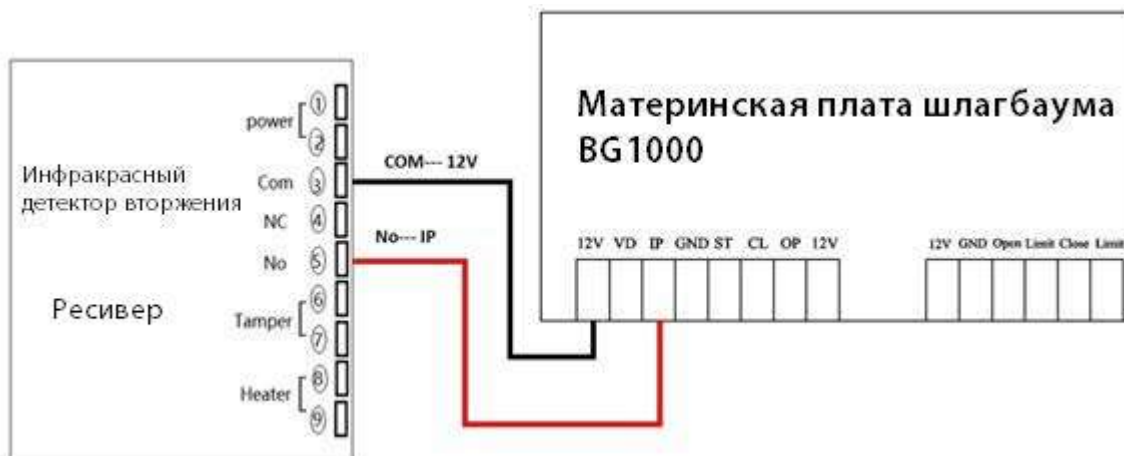 Материнская плата шлагбаума
BG1000
Инфракрасный
детектор вторжения
Ресивер
power
Com
NC
No
Tamper
Heater
1
2
3
4
5
6
7
8
9
COM--- 12V
No--- IP
12V VD IP GND ST CL OP 12V
12V GND Open Limit Close Limit